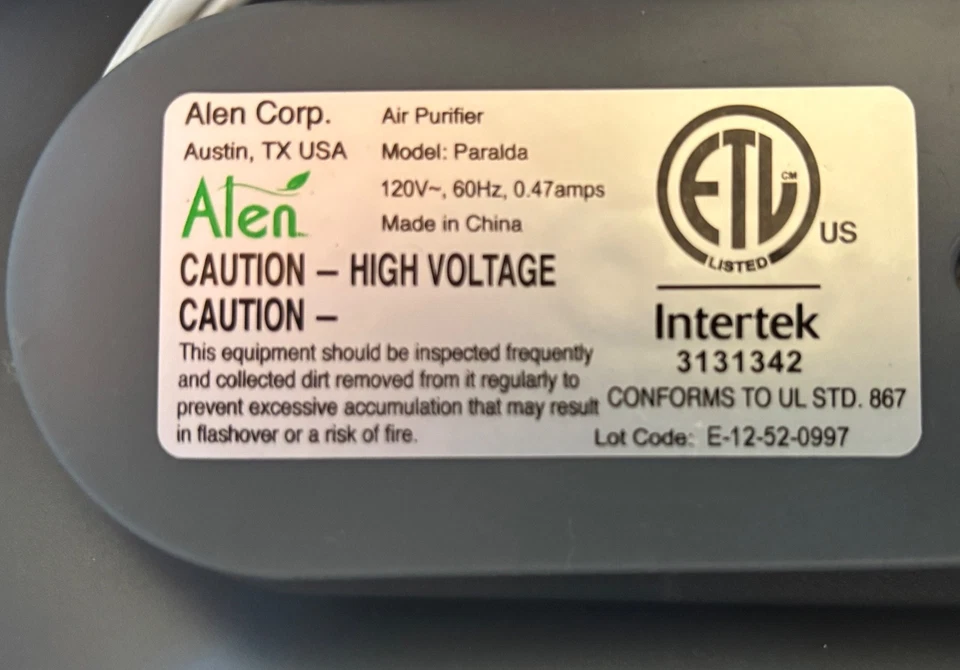 Alen Corp.
Austin, TX USA
Alen
Air Purifier
Model: Paralda
120V~, 60Hz, 0.47amps
Made in China
CAUTION – HIGH VOLTAGE
CAUTION –
This equipment should be inspected frequently
and collected dirt removed from it regularly to
prevent excessive accumulation that may result
in flashover or a risk of fire.
ETL
CM
LISTED
US
Intertek
3131342
CONFORMS TO UL STD. 867
Lot Code: E-12-52-0997